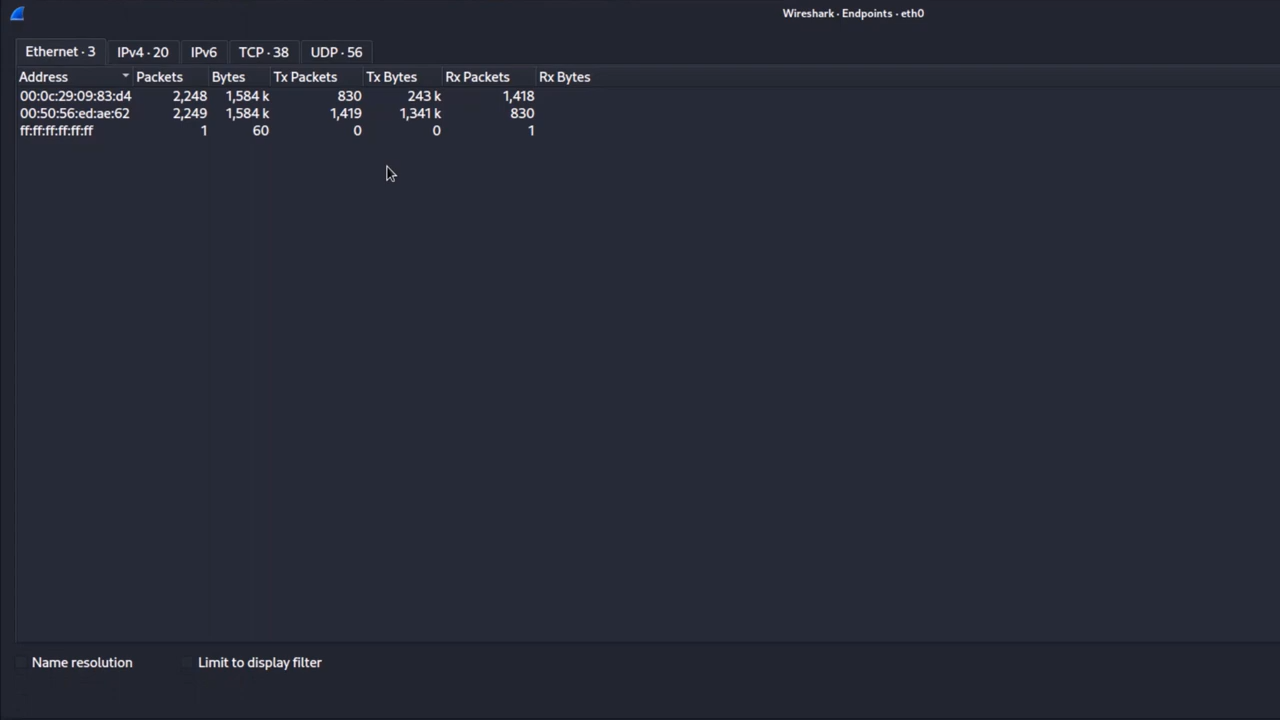 Wireshark · Endpoints · eth0
Ethernet · 3 IPv4 · 20 IPv6 TCP · 38 UDP · 56
Address Packets Bytes Tx Packets Tx Bytes Rx Packets Rx Bytes
00:0c:29:09:83:d4 2,248 1,584 k 830 243 k 1,418
00:50:56:ed:ae:62 2,249 1,584 k 1,419 1,341 k 830
ff:ff:ff:ff:ff:ff 1 60 0 0 1
Name resolution Limit to display filter